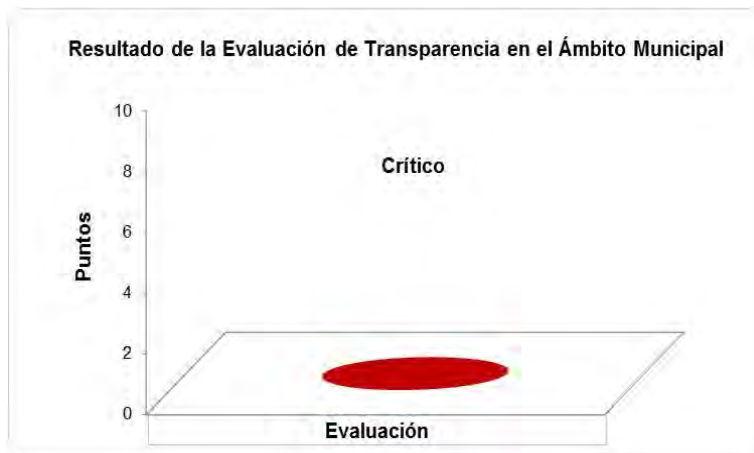 Resultado de la Evaluación de Transparencia en el Ámbito Municipal
10
Crítico
8
6
Puntos
4
2
0
Evaluación